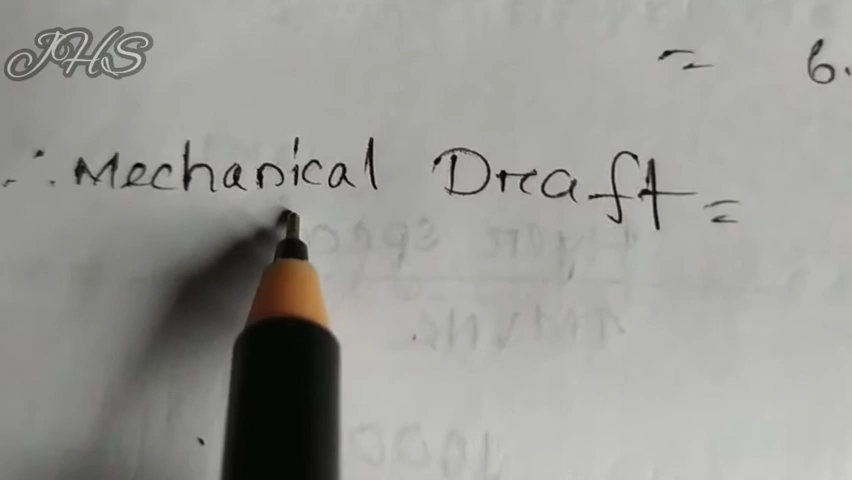 JHS
= 6.
∴ Mechanical Draft =